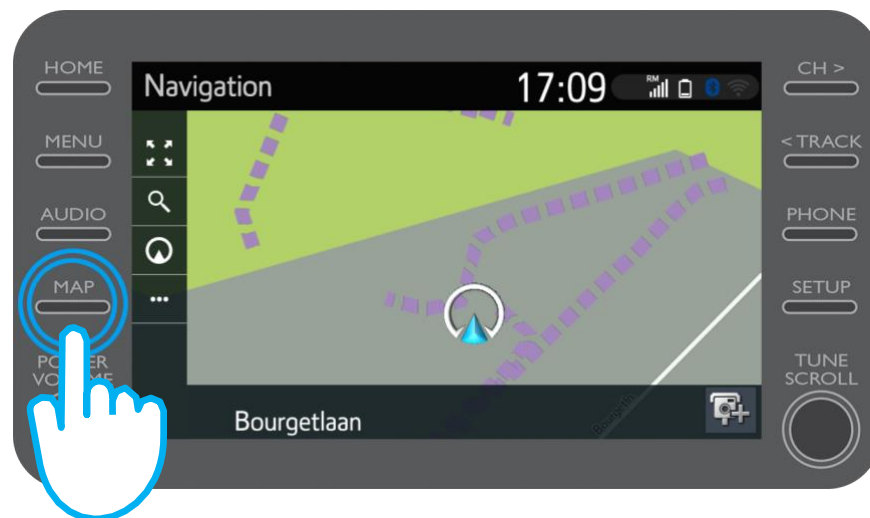 HOME
MENU
AUDIO
MAP
Navigation
17:09
RM
Bourgetlaan
CH >
< TRACK
PHONE
SETUP
TUNE
SCROLL